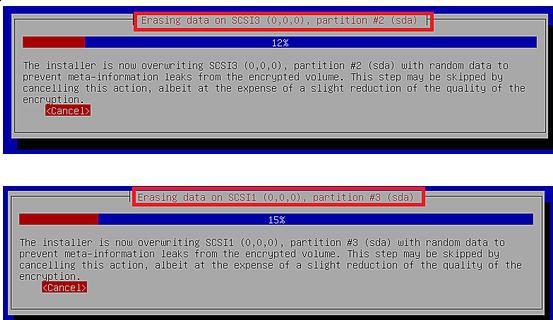 Erasing data on SCSI3 (0,0,0), partition #2 (sda)
12%
The installer is now overwriting SCSI3 (0,0,0), partition #2 (sda) with random data to
prevent meta-information leaks from the encrypted volume. This step may be skipped by
cancelling this action, albeit at the expense of a slight reduction of the quality of the
encryption.
<Cancel>
Erasing data on SCSI1 (0,0,0), partition #3 (sda)
15%
The installer is now overwriting SCSI1 (0,0,0), partition #3 (sda) with random data to
prevent meta-information leaks from the encrypted volume. This step may be skipped by
cancelling this action, albeit at the expense of a slight reduction of the quality of the
encryption.
<Cancel>